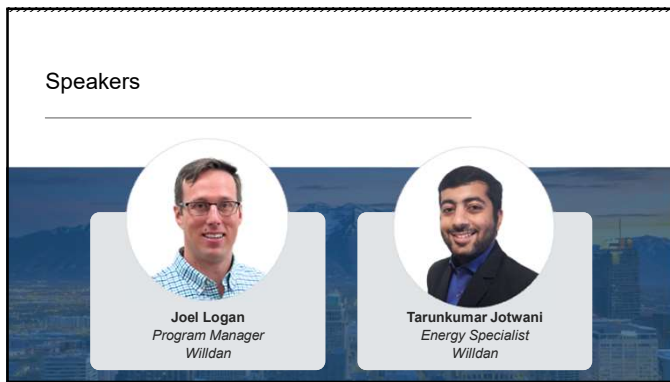 Speakers
Joel Logan
Program Manager
Willdan
Tarunkumar Jotwani
Energy Specialist
Willdan